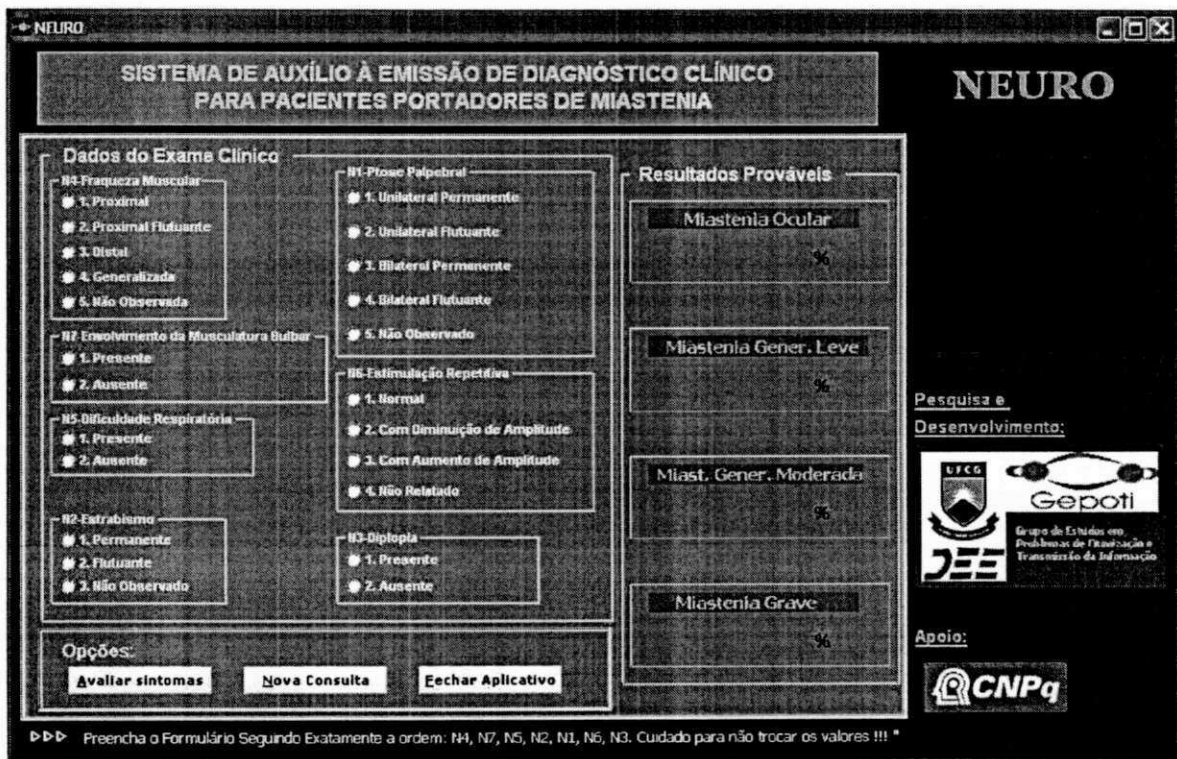 NEURO
SISTEMA DE AUXÍLIO À EMISSÃO DE DIAGNÓSTICO CLÍNICO
PARA PACIENTES PORTADORES DE MIASTENIA
NEURO
Dados do Exame Clínico
N4-Fraqueza Muscular
1. Proximal
2. Proximal Flutuante
3. Distal
4. Generalizada
5. Não Observada
N7-Envolvimento da Musculatura Bulbar
1. Presente
2. Ausente
N5-Dificuldade Respiratória
1. Presente
2. Ausente
N2-Estrabismo
1. Permanente
2. Flutuante
3. Não Observado
N1-Ptose Palpebral
1. Unilateral Permanente
2. Unilateral Flutuante
3. Bilateral Permanente
4. Bilateral Flutuante
5. Não Observado
N6-Estimulação Repetitiva
1. Normal
2. Com Diminuição de Amplitude
3. Com Aumento de Amplitude
4. Não Relatado
N3-Diplopia
1. Presente
2. Ausente
Resultados Prováveis
Miastenia Ocular
%
Miastenia Gener. Leve
%
Miast. Gener. Moderada
%
Miastenia Grave
%
Opções:
Avaliar sintomas
Nova Consulta
Fechar Aplicativo
Pesquisa e
Desenvolvimento:
UFCG
DEE
Gepoti
Grupo de Estudos em
Problemas de Otimização e
Transmissão da Informação
Apoio:
CNPq
▷▷▷ Preencha o Formulário Seguindo Exatamente a ordem: N4, N7, N5, N2, N1, N6, N3. Cuidado para não trocar os valores !!! "